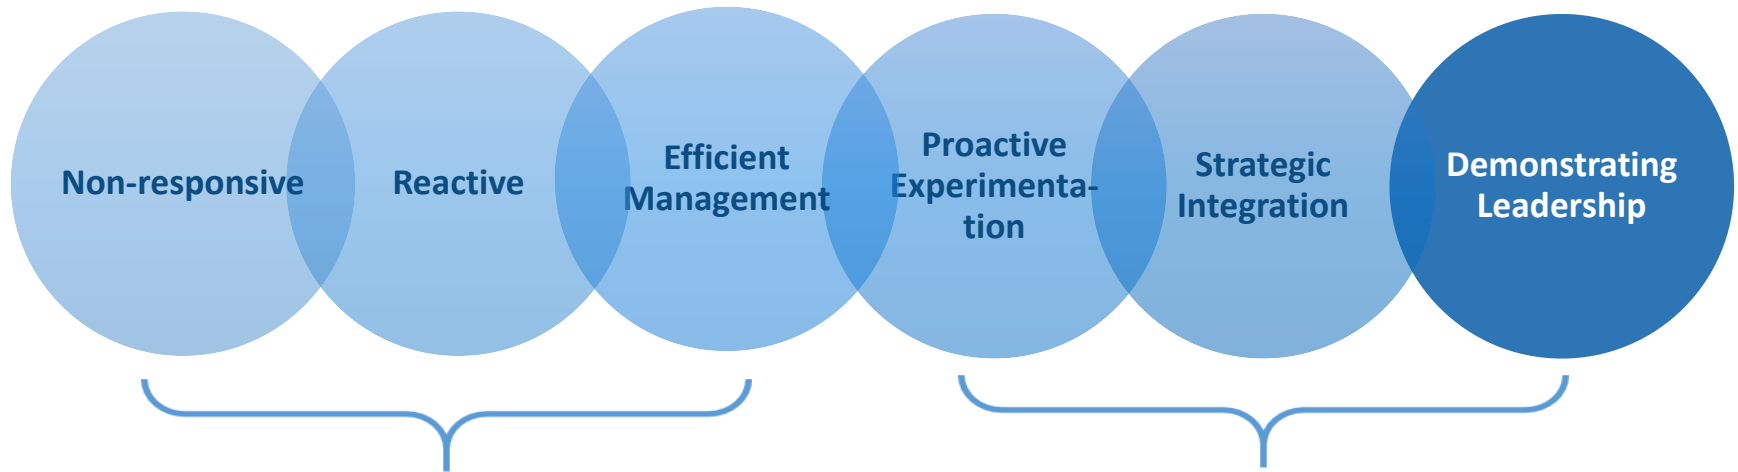 Non-responsive
Reactive
Efficient
Management
Proactive
Experimenta-
tion
Strategic
Integration
Demonstrating
Leadership